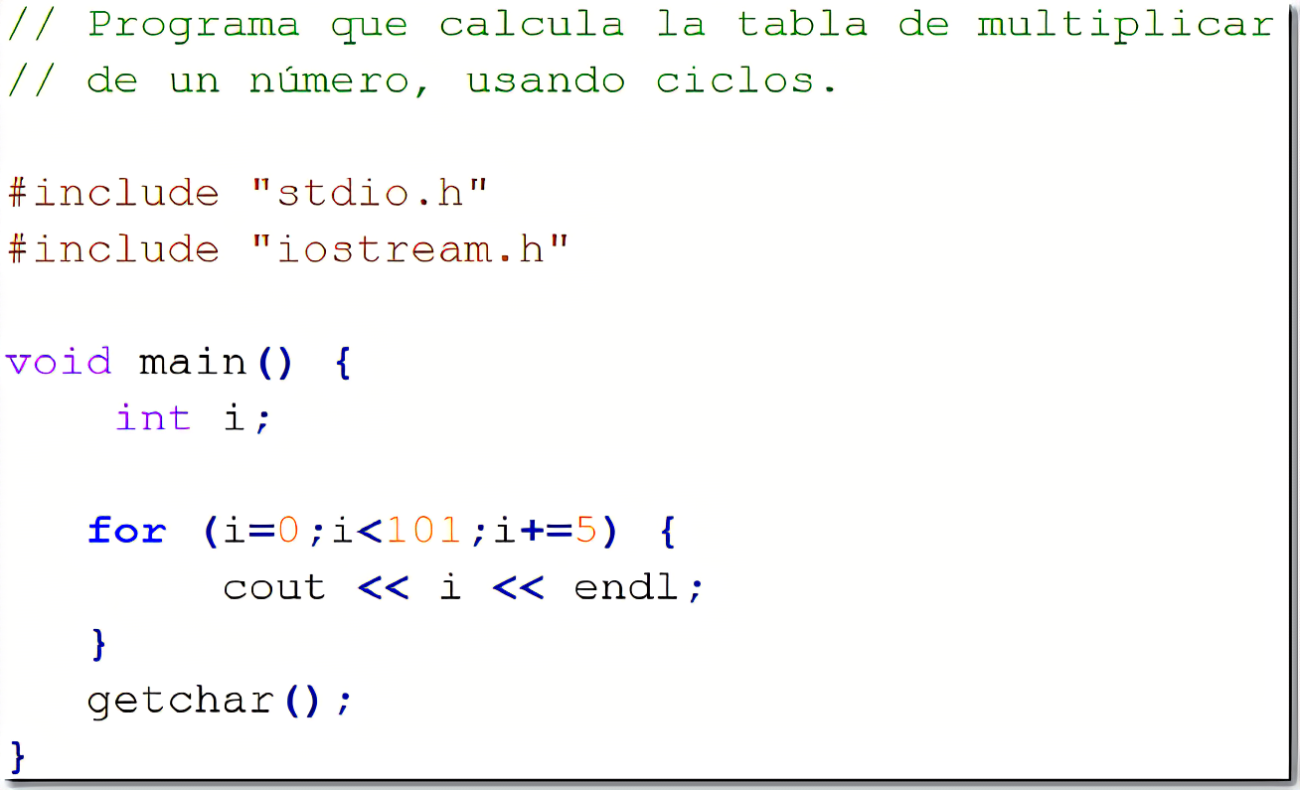 // Programa que calcula la tabla de multiplicar
// de un número, usando ciclos.
#include "stdio.h"
#include "iostream.h"
void main() {
int i;
for (i=0;i<101;i+=5) {
cout << i << endl;
}
getchar();
}